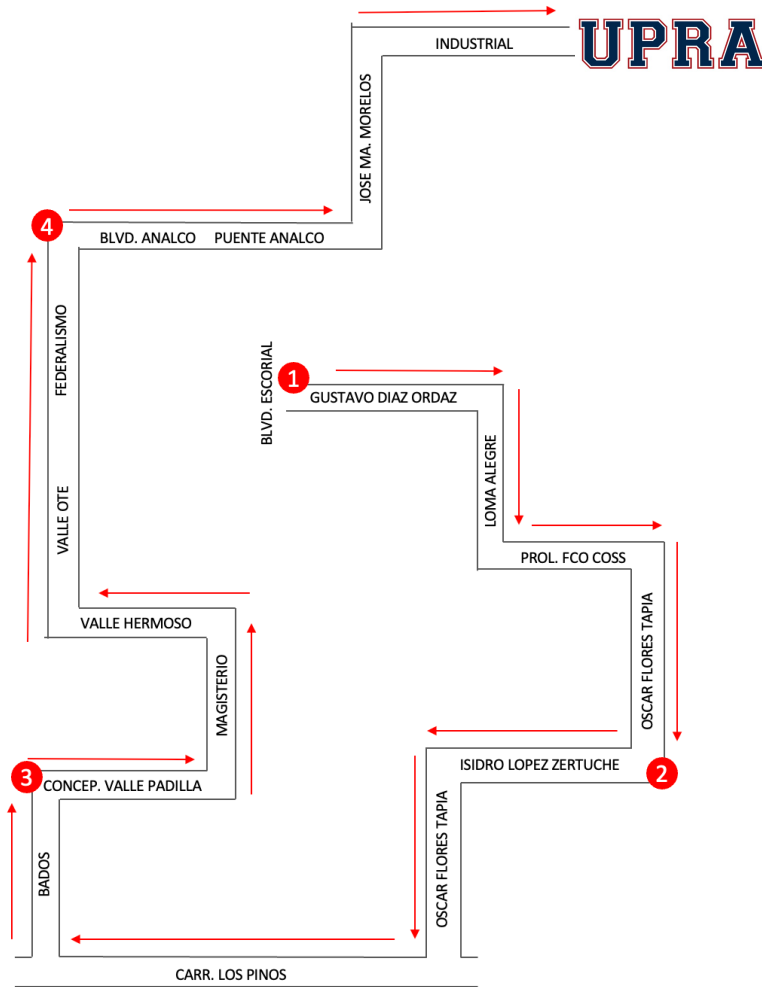 INDUSTRIAL
UPRA
JOSE MA. MORELOS
4
BLVD. ANALCO PUENTE ANALCO
FEDERALISMO
BLVD. ESCORIAL
1
GUSTAVO DIAZ ORDAZ
LOMA ALEGRE
VALLE OTE
PROL. FCO COSS
OSCAR FLORES TAPIA
VALLE HERMOSO
MAGISTERIO
ISIDRO LOPEZ ZERTUCHE
2
3
CONCEP. VALLE PADILLA
OSCAR FLORES TAPIA
BADOS
CARR. LOS PINOS